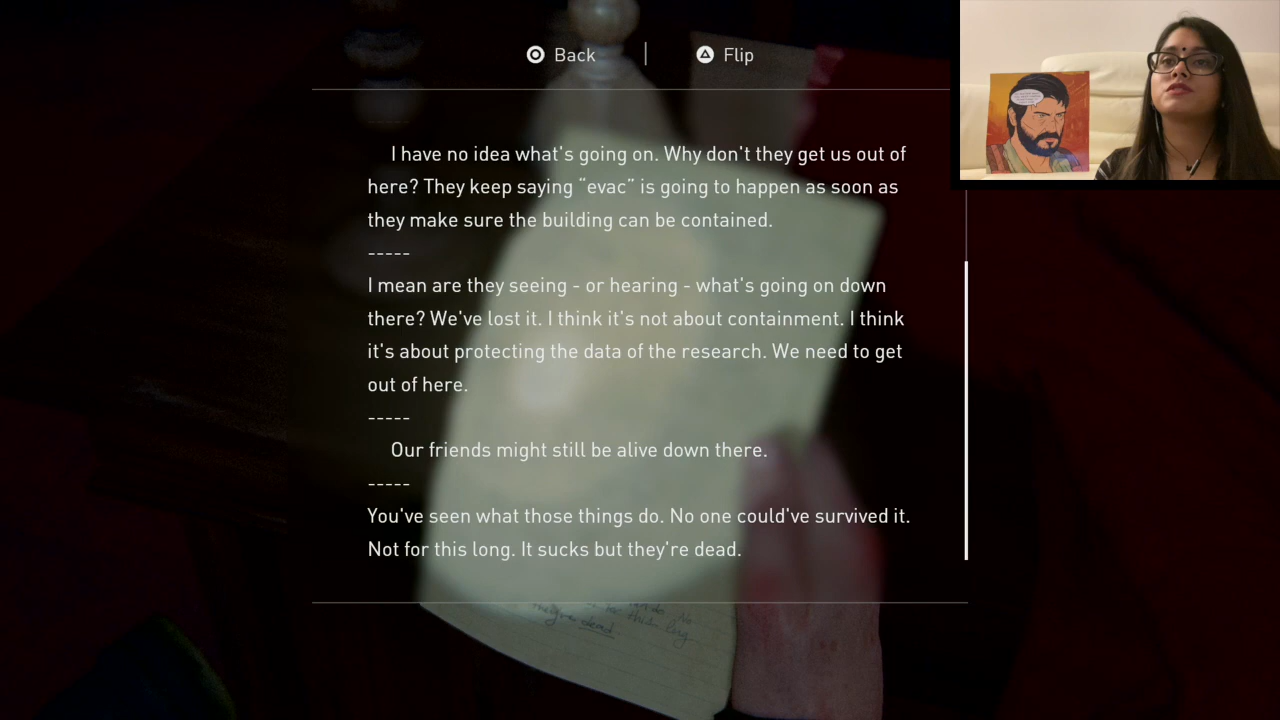 Back | Flip
I have no idea what's going on. Why don't they get us out of
here? They keep saying “evac” is going to happen as soon as
they make sure the building can be contained.
-----
I mean are they seeing - or hearing - what's going on down
there? We've lost it. I think it's not about containment. I think
it's about protecting the data of the research. We need to get
out of here.
-----
Our friends might still be alive down there.
-----
You've seen what those things do. No one could've survived it.
Not for this long. It sucks but they're dead.